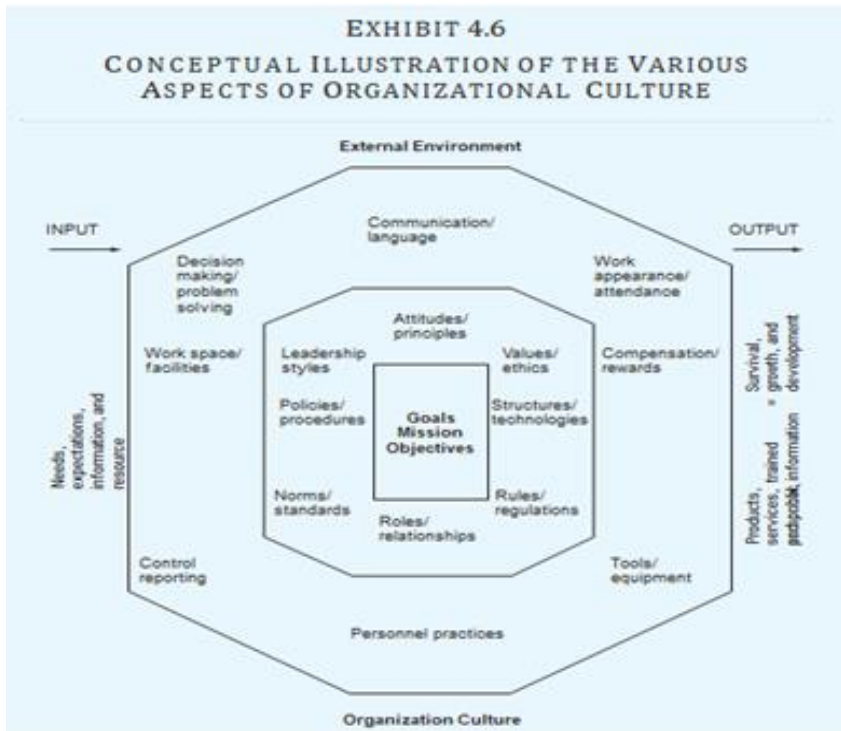 EXHIBIT 4.6
CONCEPTUAL ILLUSTRATION OF THE VARIOUS
ASPECTS OF ORGANIZATIONAL CULTURE
External Environment
INPUT
OUTPUT
Communication/
language
Decision
making/
problem
solving
Work
appearance/
attendance
Attitudes/
principles
Work space/
facilities
Leadership
styles
Values/
ethics
Compensation/
rewards
Policies/
procedures
Goals
Mission
Objectives
Structures/
technologies
Norms/
standards
Roles/
relationships
Rules/
regulations
Control
reporting
Tools/
equipment
Personnel practices
Organization Culture
Needs,
expectations,
information, and
resource
Products,
services, trained
information
=
Survival,
growth, and
development